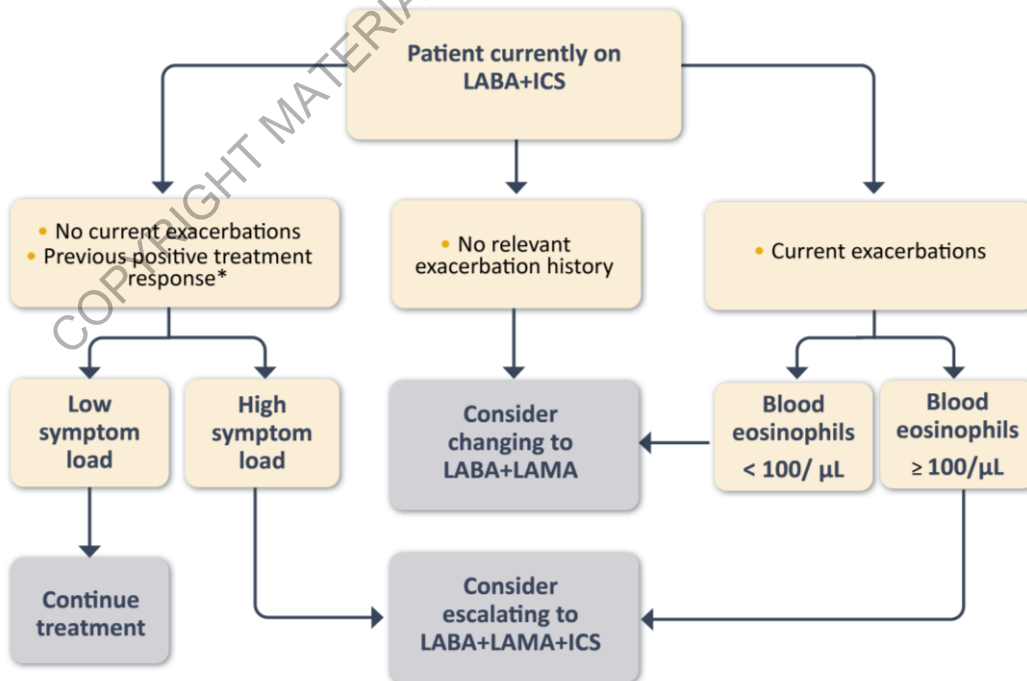 Patient currently on
LABA+ICS
• No current exacerbations
• Previous positive treatment
response*
• No relevant
exacerbation history
• Current exacerbations
Low
symptom
load
High
symptom
load
Consider
changing to
LABA+LAMA
Blood
eosinophils
< 100/ µL
Blood
eosinophils
≥ 100/µL
Continue
treatment
Consider
escalating to
LABA+LAMA+ICS
COPYRIGHT MATERIA